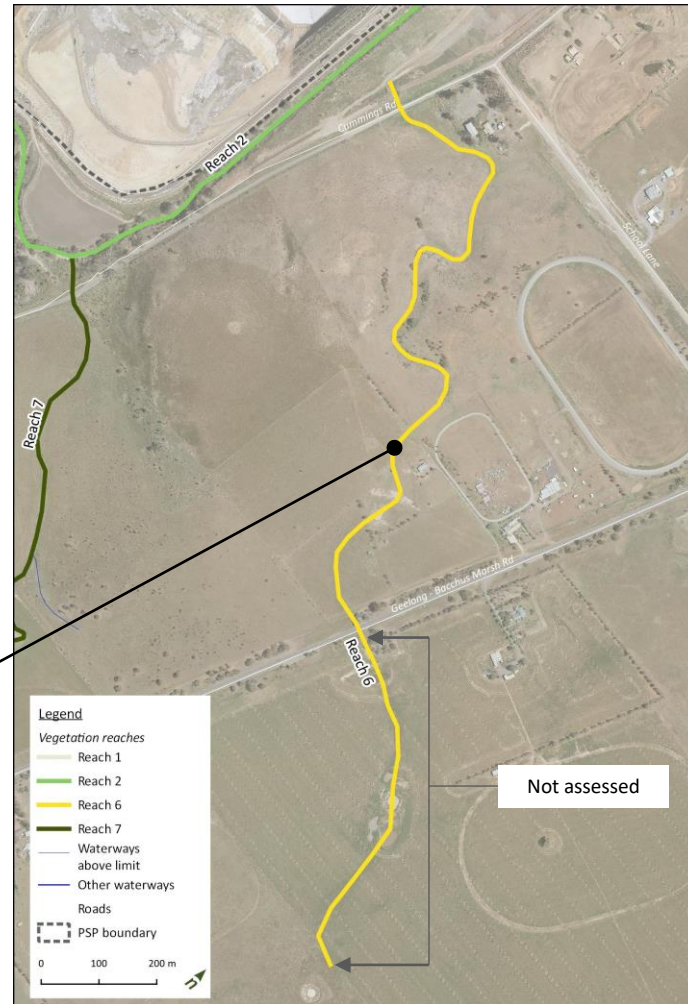 Cummings Rd
Reach 2
School Lane
Reach 7
Geelong - Bacchus Marsh Rd
Reach 6
Not assessed
Legend
Vegetation reaches
Reach 1
Reach 2
Reach 6
Reach 7
Waterways
above limit
Other waterways
Roads
PSP boundary
0 100 200 m
n